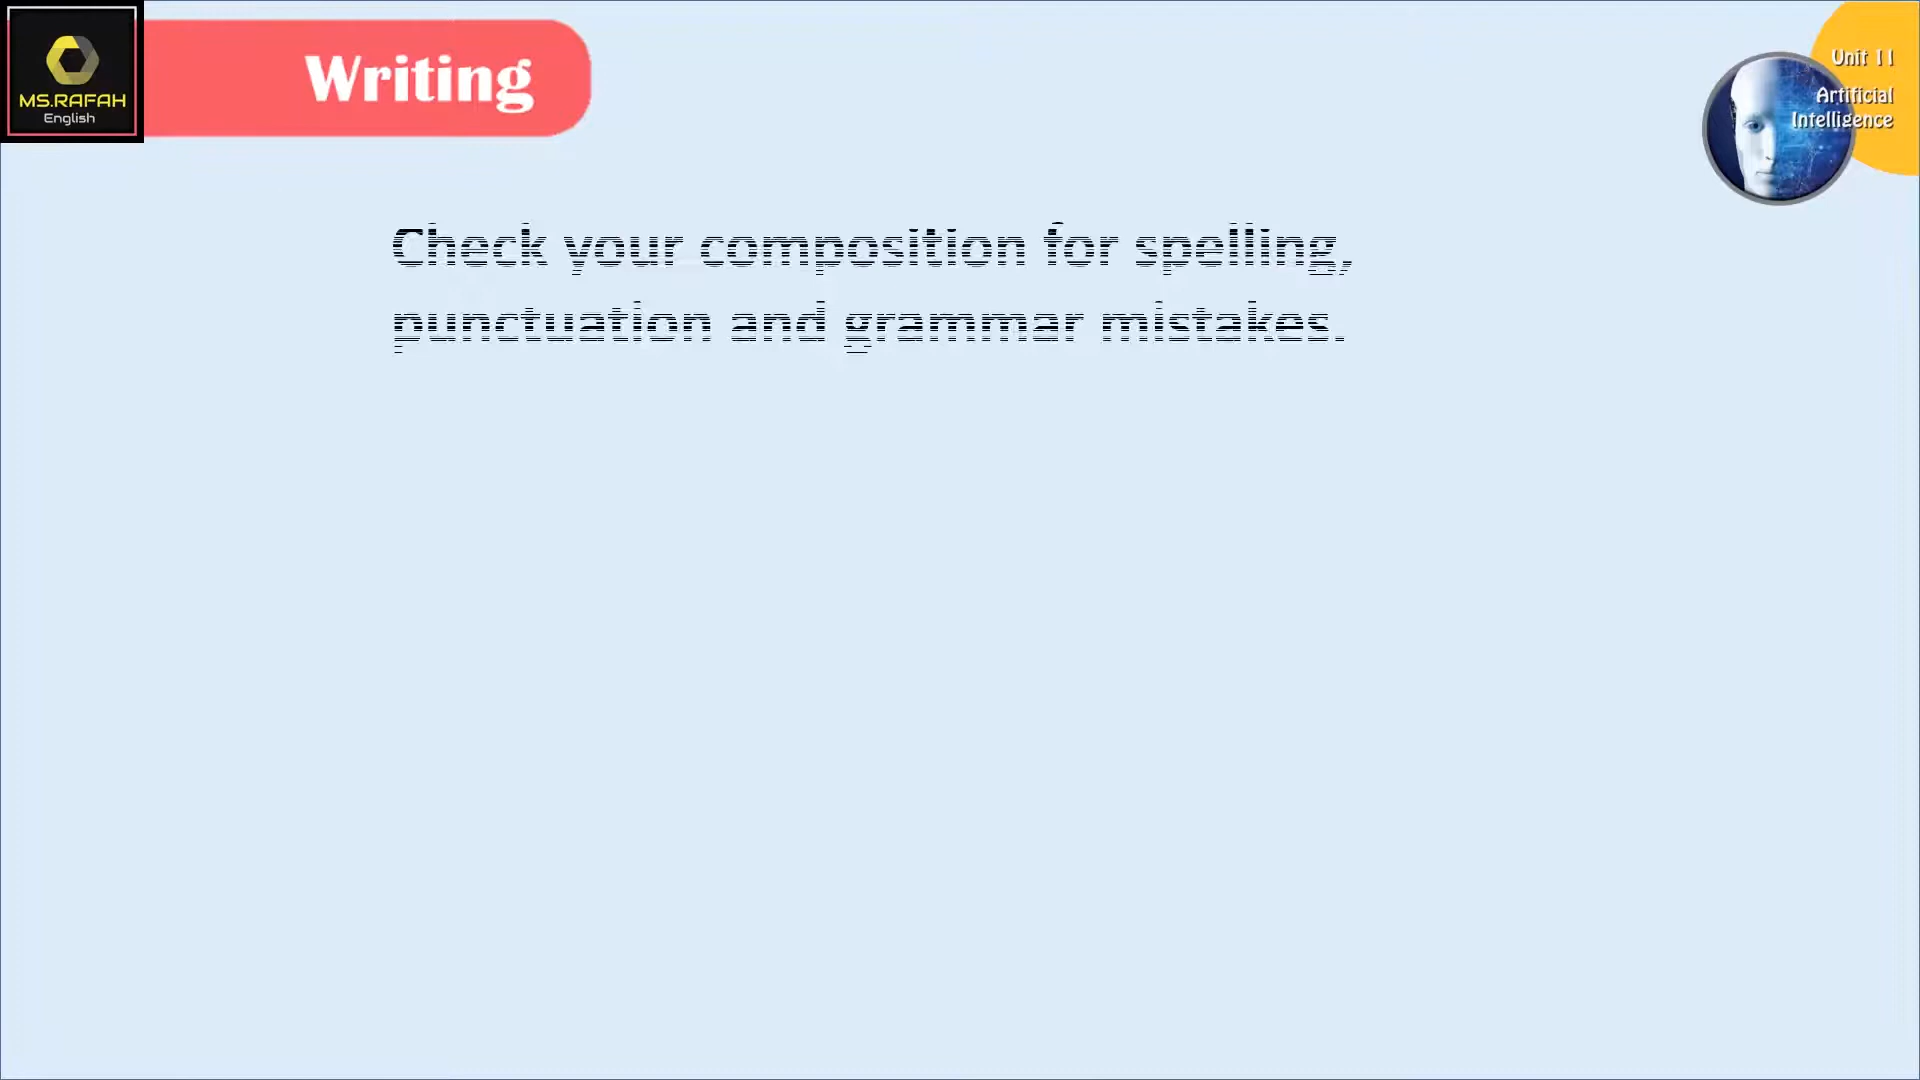 MS.RAFAH
English
Writing
Unit 11
Artificial
Intelligence
Check your composition for spelling,
punctuation and grammar mistakes.